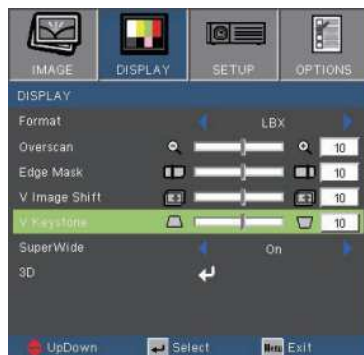 IMAGE DISPLAY SETUP OPTIONS
DISPLAY
Format LBX
Overscan 10
Edge Mask 10
V Image Shift 10
V Keystone 10
SuperWide On
3D
UpDown Select Menu Exit